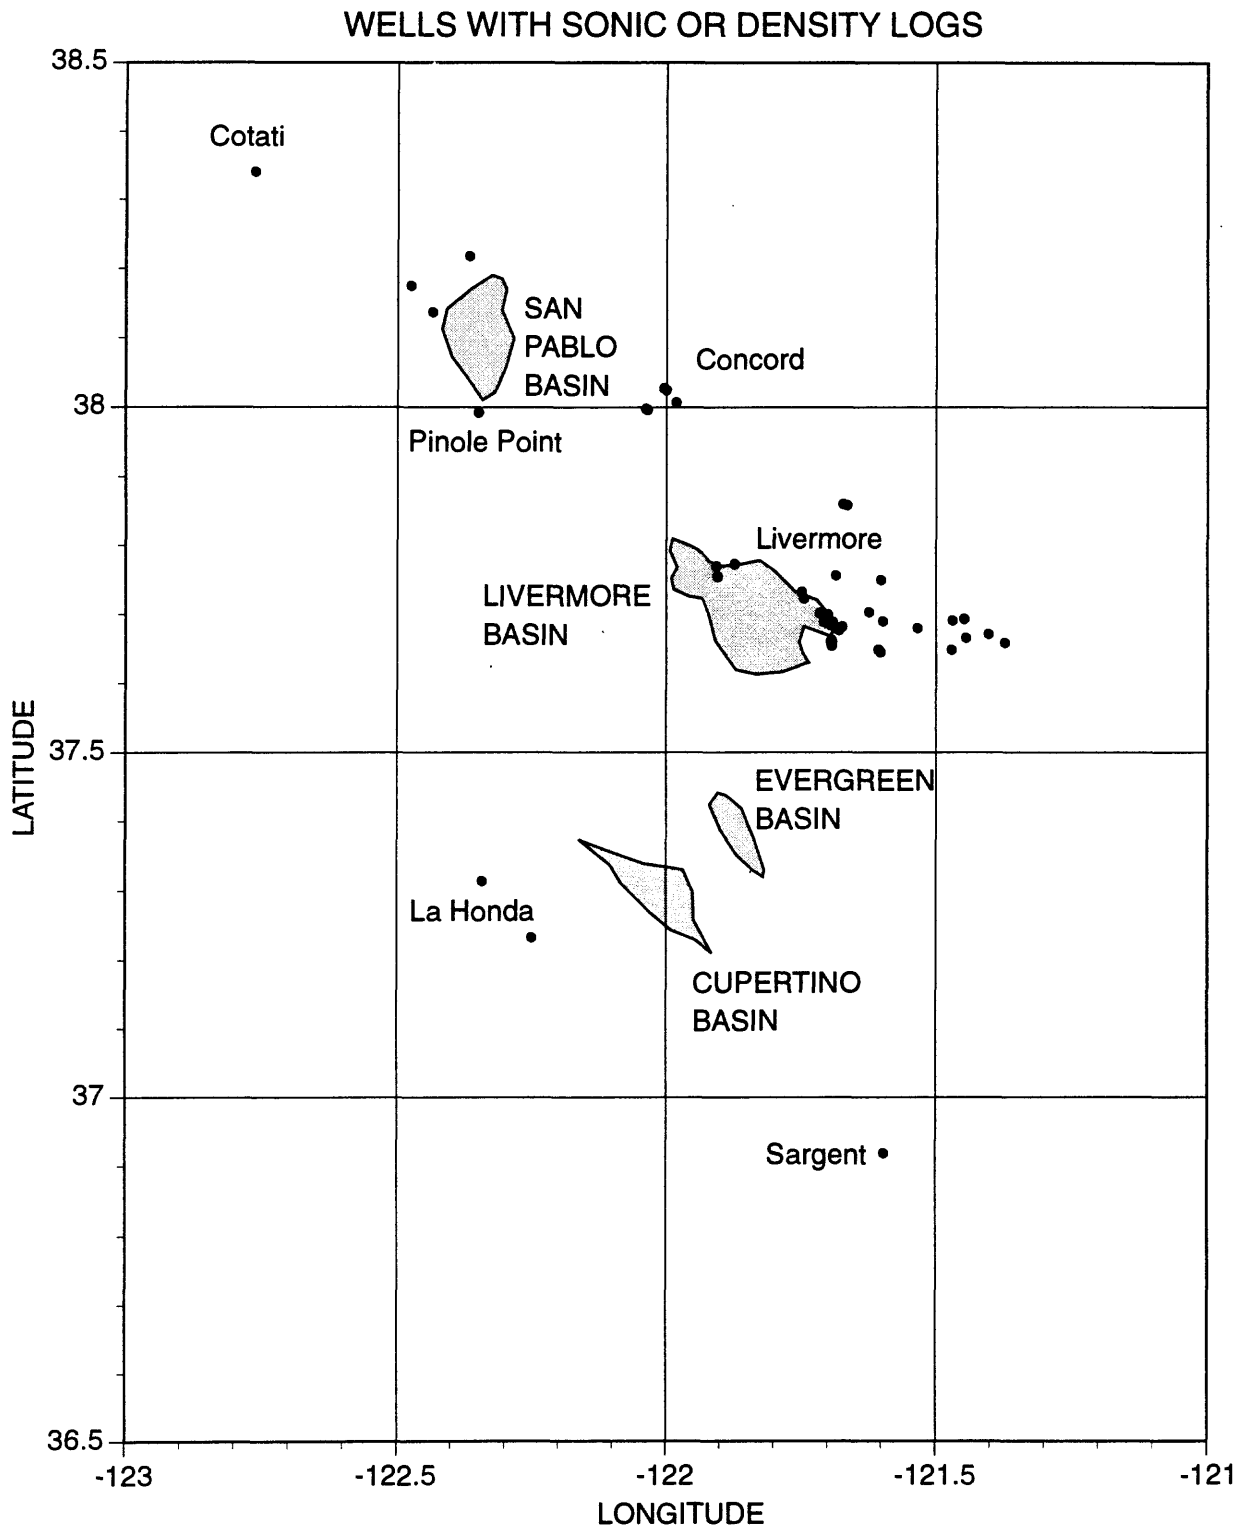 WELLS WITH SONIC OR DENSITY LOGS
38.5
Cotati
SAN
PABLO
BASIN
Concord
38
Pinole Point
Livermore
LIVERMORE
BASIN
LATITUDE
37.5
EVERGREEN
BASIN
La Honda
CUPERTINO
BASIN
37
Sargent
36.5
-123
-122.5
-122
-121.5
-121
LONGITUDE